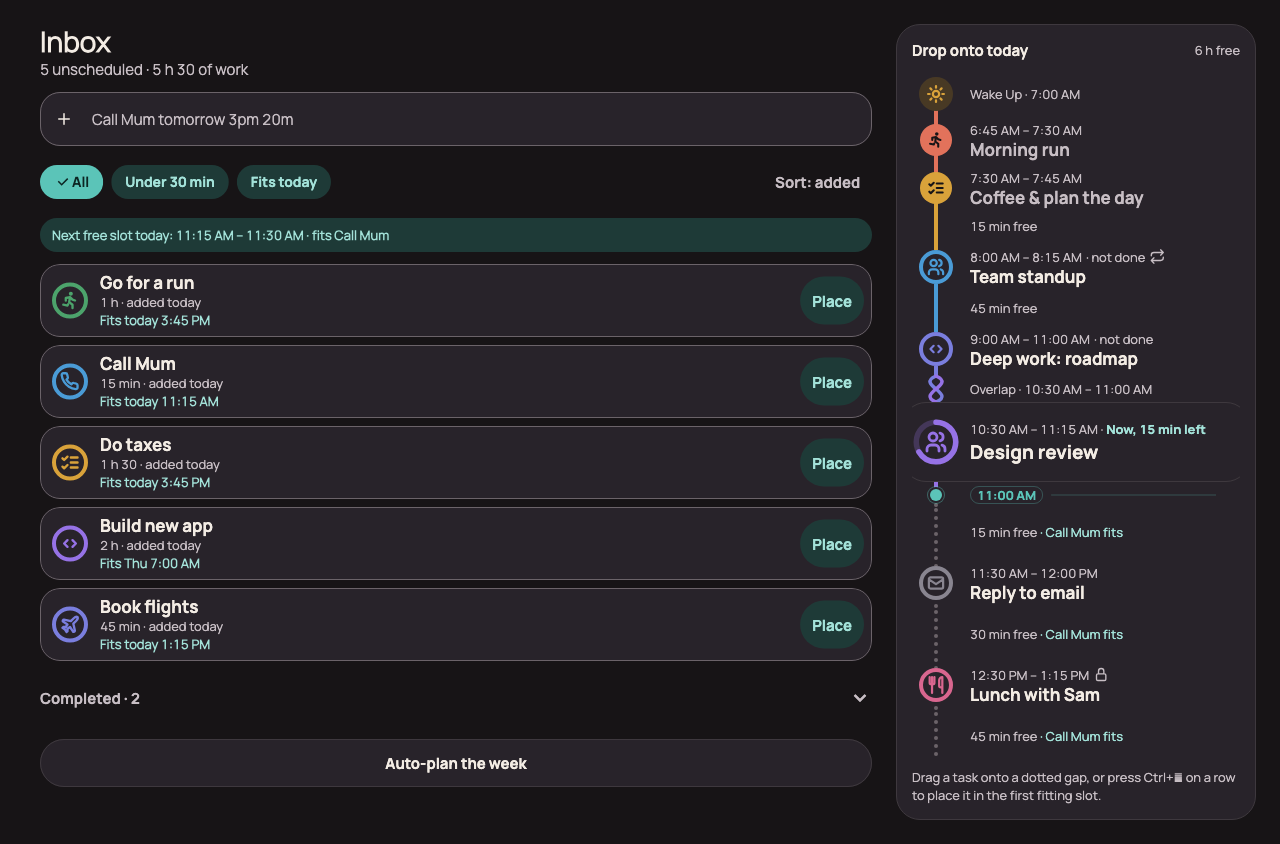 Inbox
5 unscheduled · 5 h 30 of work
Call Mum tomorrow 3pm 20m
All
Under 30 min
Fits today
Sort: added
Next free slot today: 11:15 AM – 11:30 AM · fits Call Mum
Go for a run
1 h · added today
Fits today 3:45 PM
Place
Call Mum
15 min · added today
Fits today 11:15 AM
Place
Do taxes
1 h 30 · added today
Fits today 3:45 PM
Place
Build new app
2 h · added today
Fits Thu 7:00 AM
Place
Book flights
45 min · added today
Fits today 1:15 PM
Place
Completed · 2
Auto-plan the week
Drop onto today
6 h free
Wake Up · 7:00 AM
6:45 AM – 7:30 AM
Morning run
7:30 AM – 7:45 AM
Coffee & plan the day
15 min free
8:00 AM – 8:15 AM · not done
Team standup
45 min free
9:00 AM – 11:00 AM · not done
Deep work: roadmap
Overlap · 10:30 AM – 11:00 AM
10:30 AM – 11:15 AM · Now, 15 min left
Design review
11:00 AM
15 min free · Call Mum fits
11:30 AM – 12:00 PM
Reply to email
30 min free · Call Mum fits
12:30 PM – 1:15 PM
Lunch with Sam
45 min free · Call Mum fits
Drag a task onto a dotted gap, or press Ctrl+ on a row
to place it in the first fitting slot.